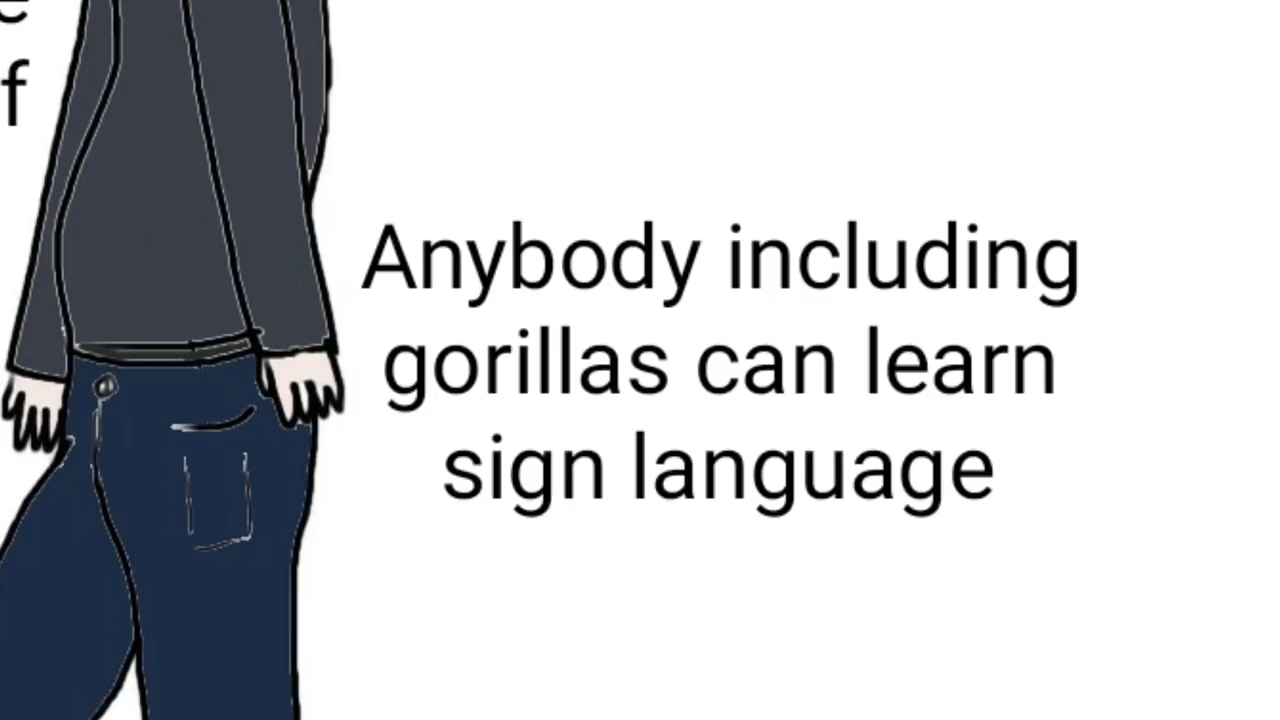 e
f
Anybody including
gorillas can learn
sign language